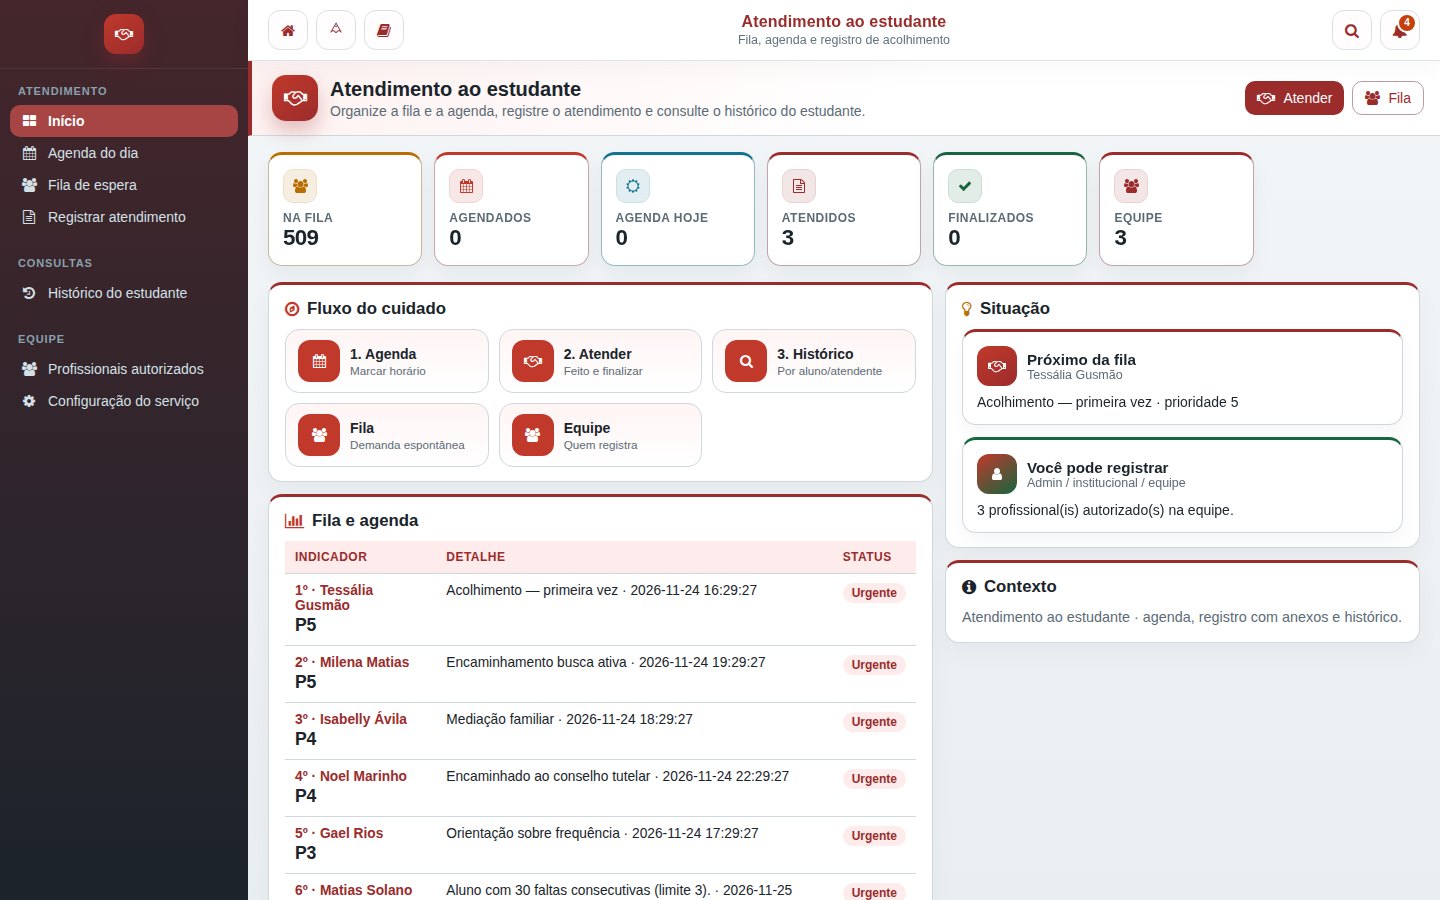 ATENDIMENTO
Início
Agenda do dia
Fila de espera
Registrar atendimento
CONSULTAS
Histórico do estudante
EQUIPE
Profissionais autorizados
Configuração do serviço
Atendimento ao estudante
Fila, agenda e registro de acolhimento
4
Atendimento ao estudante
Organize a fila e a agenda, registre o atendimento e consulte o histórico do estudante.
Atender
Fila
NA FILA
509
AGENDADOS
0
AGENDA HOJE
0
ATENDIDOS
3
FINALIZADOS
0
EQUIPE
3
Fluxo do cuidado
1. Agenda
Marcar horário
2. Atender
Feito e finalizar
3. Histórico
Por aluno/atendente
Fila
Demanda espontânea
Equipe
Quem registra
Fila e agenda
INDICADOR DETALHE STATUS
1º · Tessália Gusmão
P5
Acolhimento — primeira vez · 2026-11-24 16:29:27
Urgente
2º · Milena Matias
P5
Encaminhamento busca ativa · 2026-11-24 19:29:27
Urgente
3º · Isabelly Ávila
P4
Mediação familiar · 2026-11-24 18:29:27
Urgente
4º · Noel Marinho
P4
Encaminhado ao conselho tutelar · 2026-11-24 22:29:27
Urgente
5º · Gael Rios
P3
Orientação sobre frequência · 2026-11-24 17:29:27
Urgente
6º · Matias Solano
Aluno com 30 faltas consecutivas (limite 3). · 2026-11-25
Urgente
Situação
Próximo da fila
Tessália Gusmão
Acolhimento — primeira vez · prioridade 5
Você pode registrar
Admin / institucional / equipe
3 profissional(is) autorizado(s) na equipe.
Contexto
Atendimento ao estudante · agenda, registro com anexos e histórico.